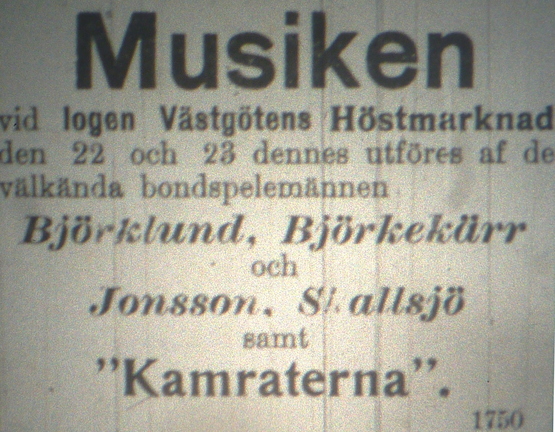 Musiken
vid logen Västgötens Höstmarknad
den 22 och 23 dennes utföres af de
välkända bondspelemännen
Björklund, Björkekärr
och
Jonsson,
samt
"Kamraterna".
1750